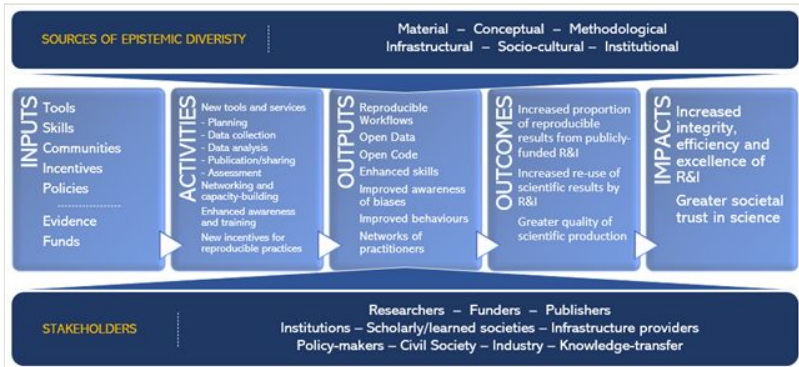 SOURCES OF EPISTEMIC DIVERISTY
Material – Conceptual – Methodological
Infrastructural – Socio-cultural – Institutional
INPUTS
Tools
Skills
Communities
Incentives
Policies
Evidence
Funds
ACTIVITIES
New tools and services
- Planning
- Data collection
- Data analysis
- Publication/sharing
- Assessment
Networking and
capacity-building
Enhanced awareness
and training
New incentives for
reproducible practices
OUTPUTS
Reproducible
Workflows
Open Data
Open Code
Enhanced skills
Improved awareness
of biases
Improved behaviours
Networks of
practitioners
OUTCOMES
Increased proportion
of reproducible
results from publicly-
funded R&I
Increased re-use of
scientific results by
R&I
Greater quality of
scientific production
IMPACTS
Increased
integrity,
efficiency and
excellence of
R&I
Greater societal
trust in science
STAKEHOLDERS
Researchers – Funders – Publishers
Institutions – Scholarly/learned societies – Infrastructure providers
Policy-makers – Civil Society – Industry – Knowledge-transfer